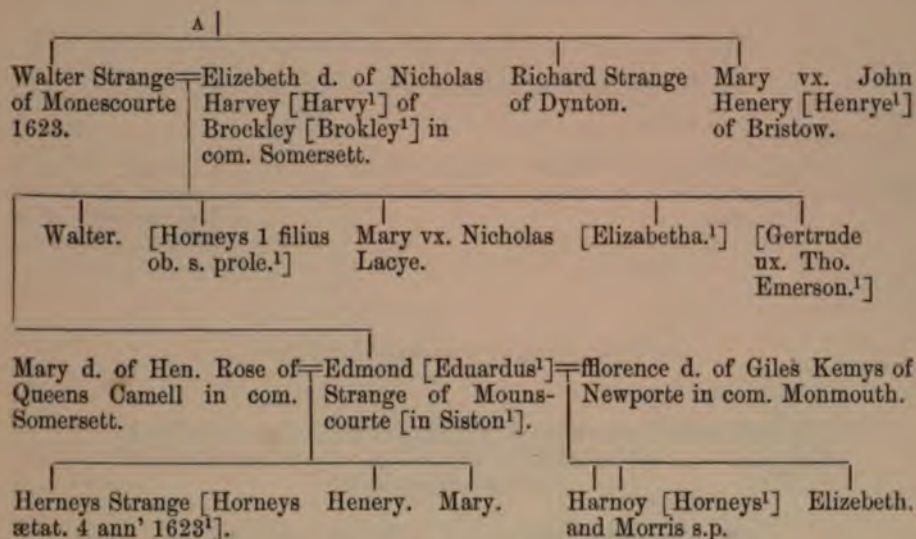 A
Walter Strange=Elizebeth d. of Nicholas
of Monescourte
1623.
Harvey [Harvy¹] of
Brockley [Brokley¹] in
com. Somersett.
Richard Strange
of Dynton.
Mary vx. John
Henery [Henrye¹]
of Bristow.
Walter.
[Horneys 1 filius
ob. s. prole.¹]
Mary vx. Nicholas
Lacye.
[Elizabetha.¹]
[Gertrude
ux. Tho.
Emerson.¹]
Mary d. of Hen. Rose of=Edmond [Eduardus¹]=fflorence d. of Giles Kemys of
Queens Camell in com.
Somersett.
Strange of Mouns-
courte [in Siston¹].
Newporte in com. Monmouth.
Herneys Strange [Horneys
ætat. 4 ann' 1623¹].
Henery.
Mary.
Harnoy [Horneys¹]
and Morris s.p.
Elizebeth.